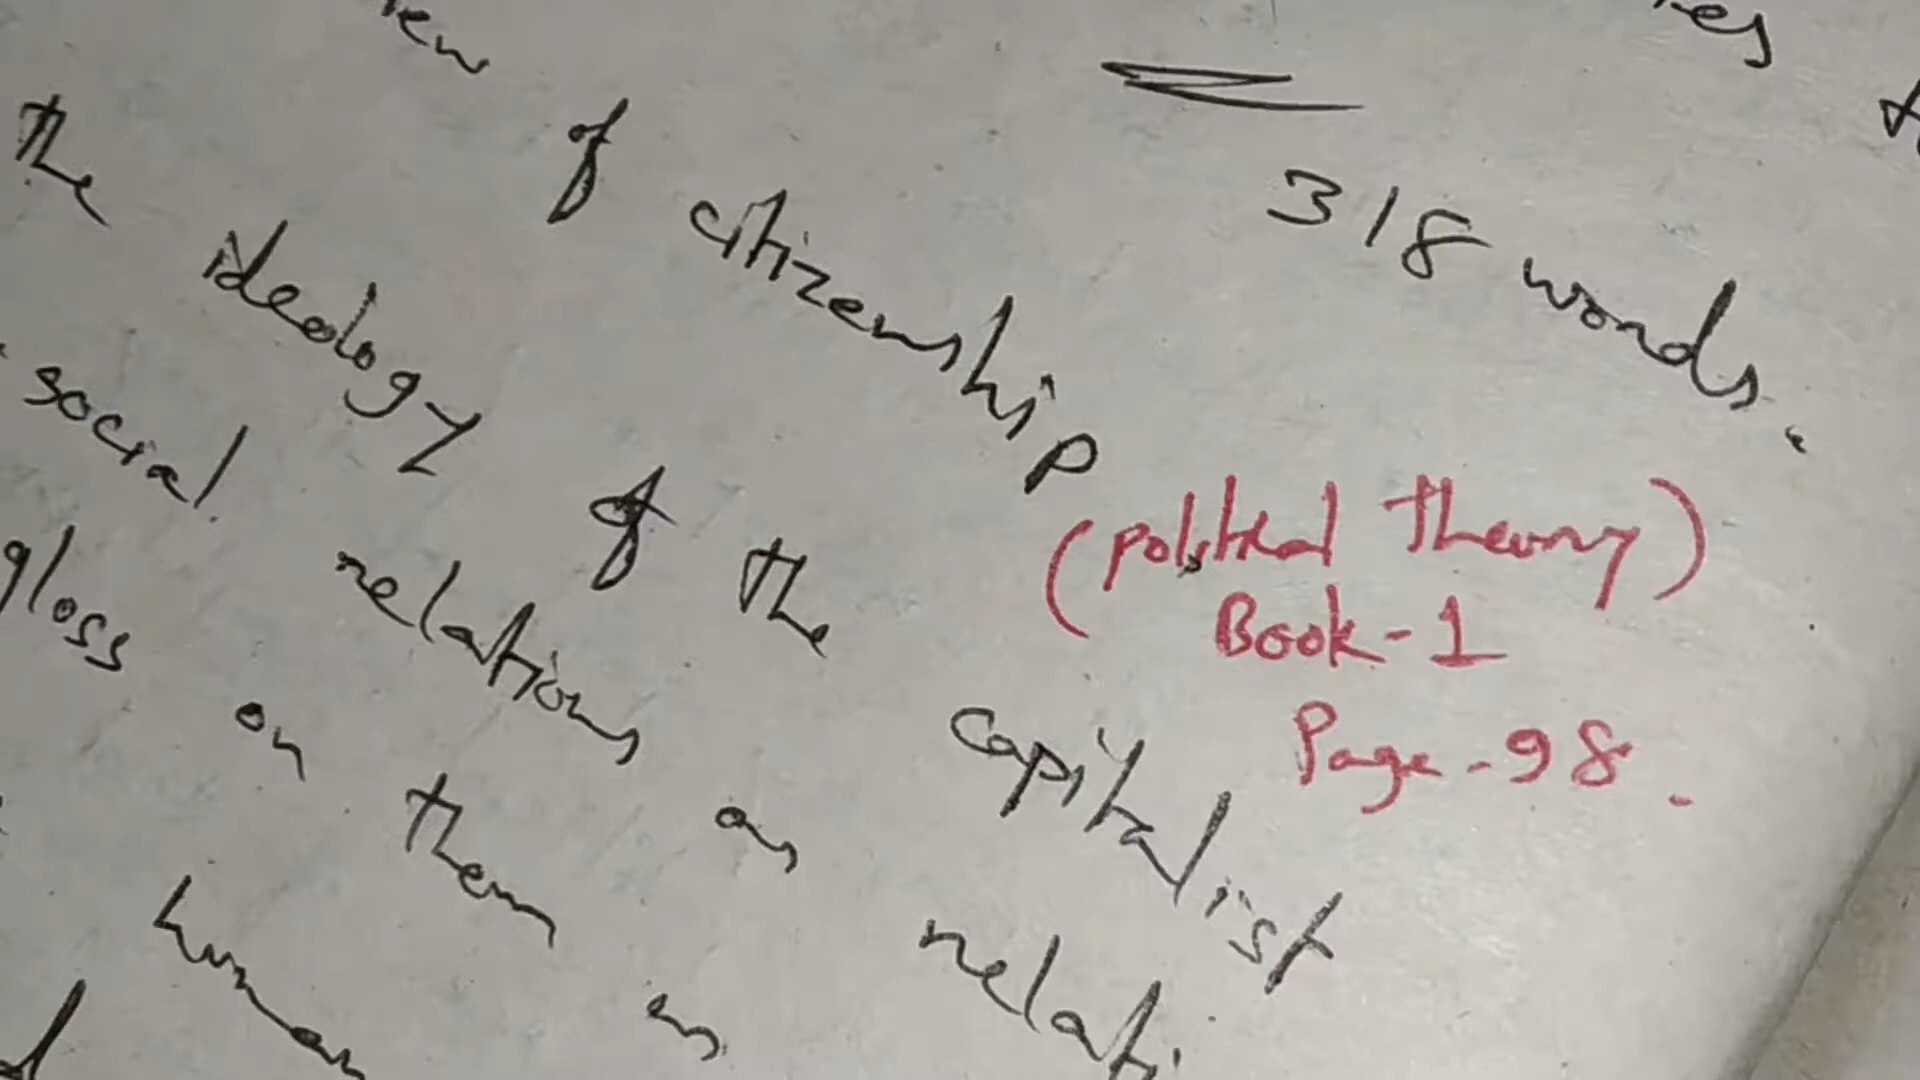 of citizenship
318 words.
the ideology of the capitalist
(political Theory)
Book-1
Page-98.
social relations as relati
gloss on them as
human